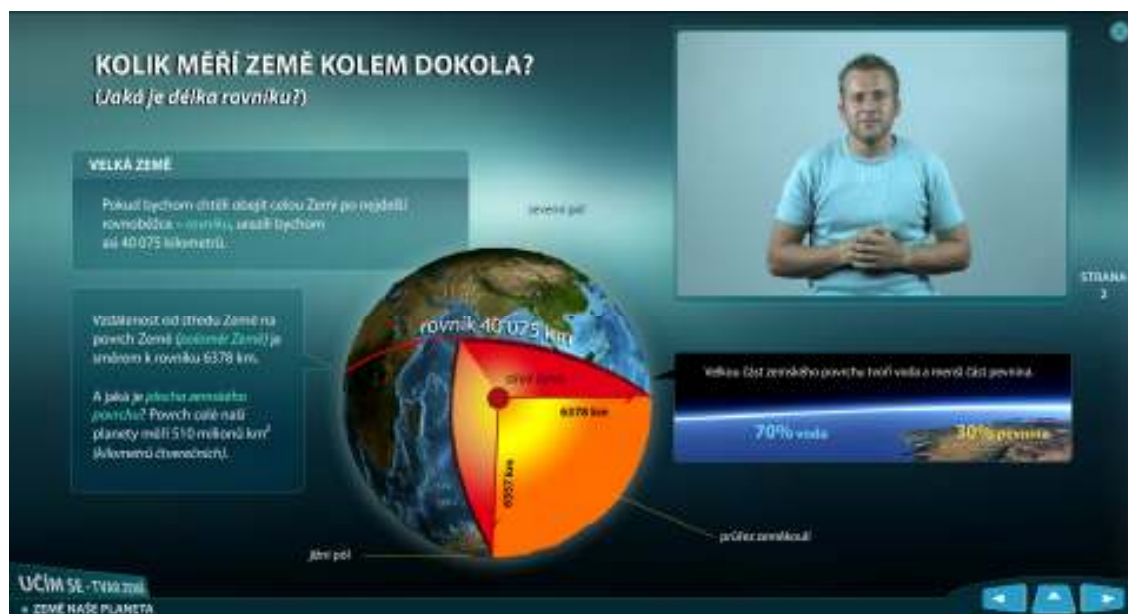 KOLIK MĚŘÍ ZEMĚ KOLEM DOKOLA?
(Jaká je délka rovníku?)
VELKÁ ZEMĚ
Pokud bychom chtěli obejít celou Zemi po nejdelší
rovnoběžce – rovníku, urazili bychom
asi 40 075 kilometrů.
severní pól
Vzdálenost od středu Země na
povrch Země (poloměr Země) je
směrem k rovníku 6378 km.
A jaká je plocha zemského
povrchu? Povrch celé naší
planety měří 510 milionů km²
(kilometrů čtverečních).
rovník 40 075 km
střed Země
6378 km
6357 km
jižní pól
průřez zeměkoulí
STRANA
2
Velkou část zemského povrchu tvoří voda a menší část pevnina.
70% voda
30% pevnina
UČÍM SE -
ZEMĚ NAŠE PLANETA